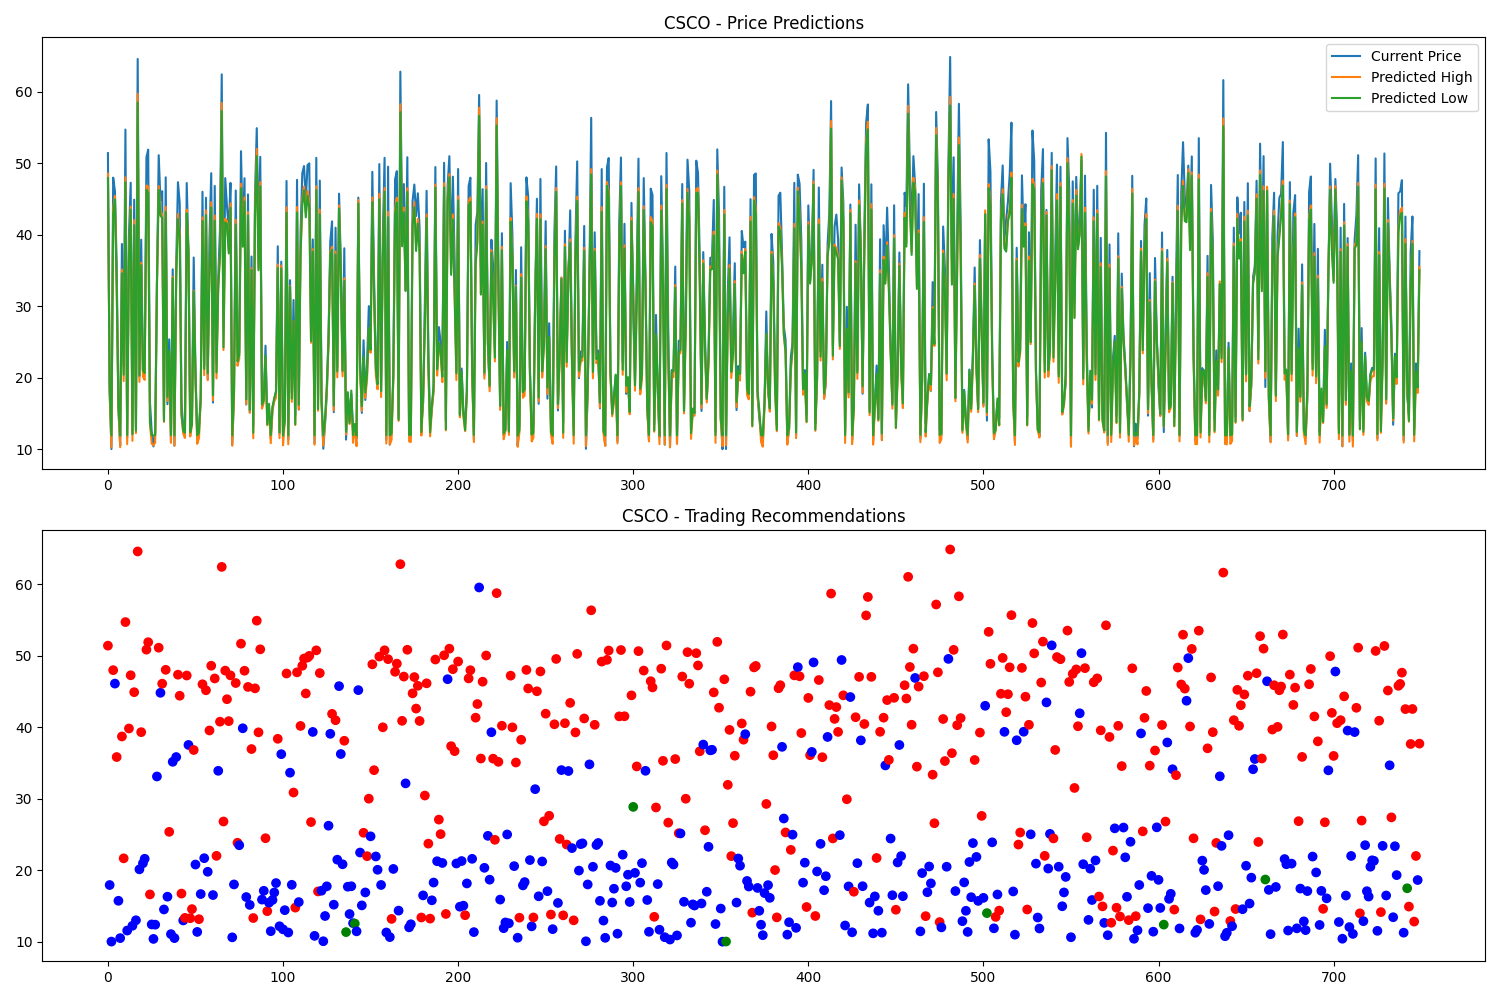 CSCO - Price Predictions
Current Price
Predicted High
Predicted Low
60
50
40
30
20
10
0 100 200 300 400 500 600 700
CSCO - Trading Recommendations
60
50
40
30
20
10
0 100 200 300 400 500 600 700